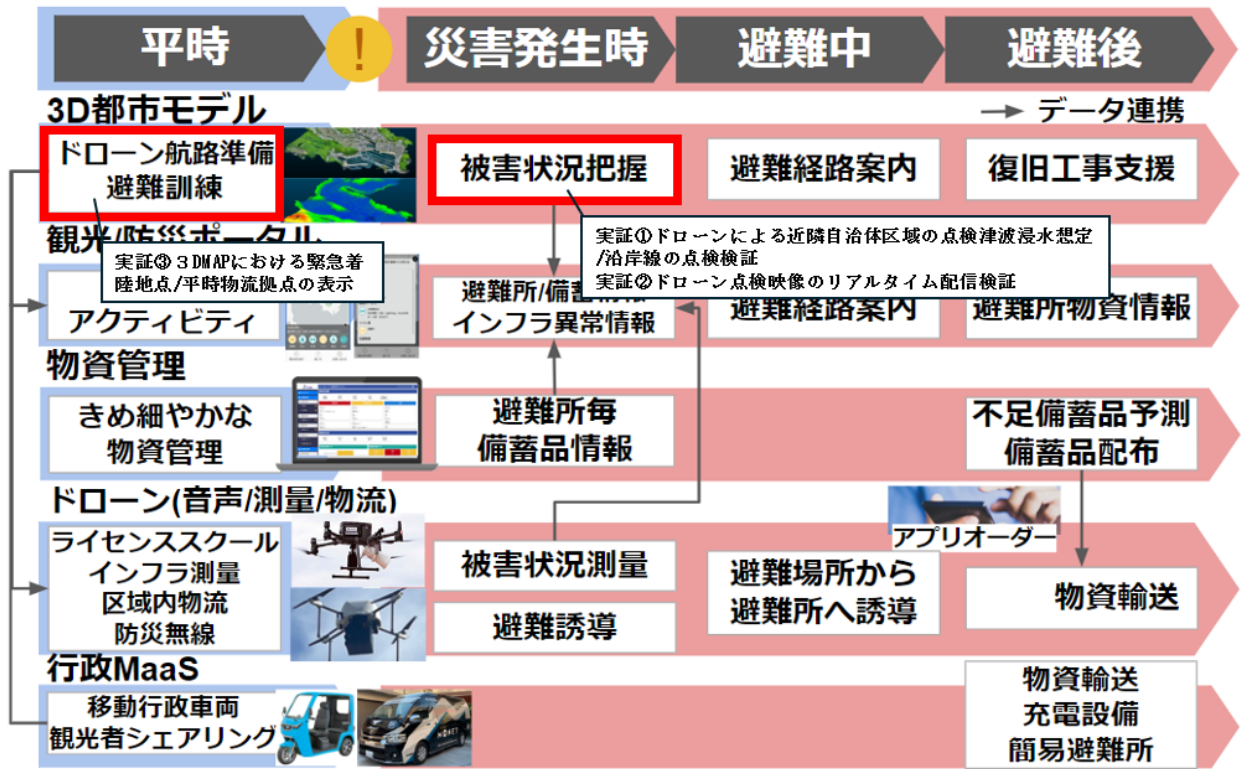 平時
!
災害発生時
避難中
避難後
3D都市モデル
データ連携
ドローン航路準備
避難訓練
被害状況把握
避難経路案内
復旧工事支援
観光/防災ポータル
実証③3DMAPにおける緊急着
陸地点/平時物流拠点の表示
実証①ドローンによる近隣自治体区域の点検津波浸水想定
/沿岸線の点検検証
実証②ドローン点検映像のリアルタイム配信検証
アクティビティ
避難所/備蓄情報
インフラ異常情報
避難経路案内
避難所物資情報
物資管理
きめ細やかな
物資管理
避難所毎
備蓄品情報
不足備蓄品予測
備蓄品配布
ドローン(音声/測量/物流)
ライセンススクール
インフラ測量
区域内物流
防災無線
被害状況測量
避難誘導
避難場所から
避難所へ誘導
アプリオーダー
物資輸送
行政MaaS
移動行政車両
観光者シェアリング
MONET
物資輸送
充電設備
簡易避難所